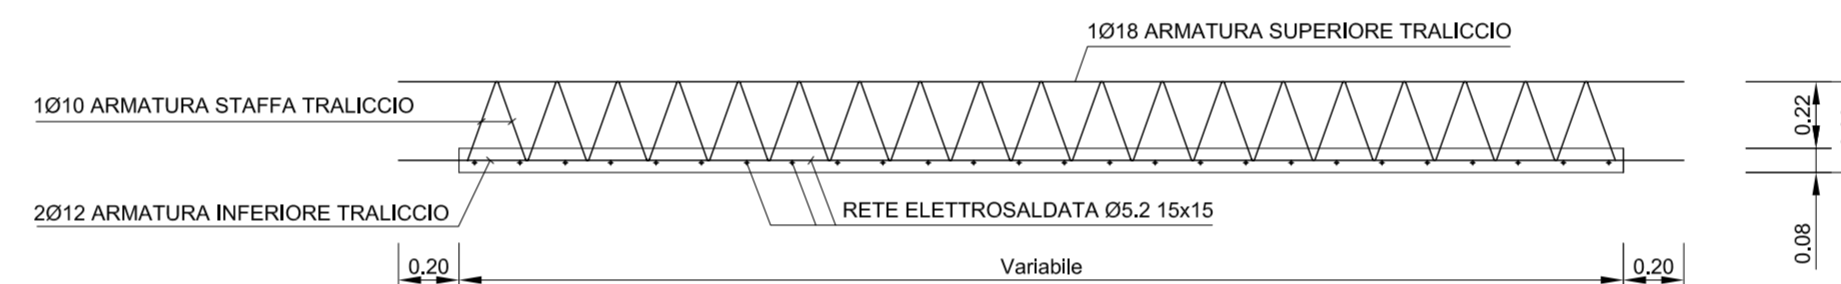 1Ø18 ARMATURA SUPERIORE TRALICCIO
1Ø10 ARMATURA STAFFA TRALICCIO
0.22
2Ø12 ARMATURA INFERIORE TRALICCIO
RETE ELETTROSALDATA Ø5.2 15x15
0.08
0.20
Variabile
0.20